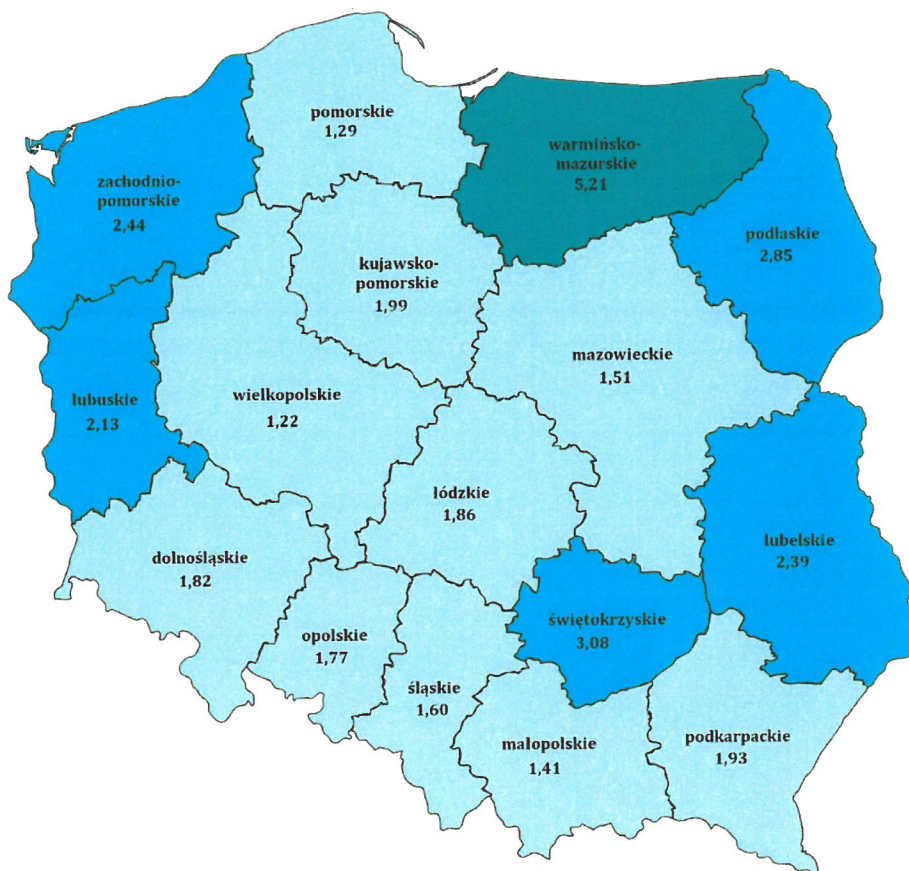 pomorskie
1,29
warmińsko-
mazurskie
5,21
zachodnio-
pomorskie
2,44
podlaskie
2,85
kujawsko-
pomorskie
1,99
mazowieckie
1,51
lubuskie
2,13
wielkopolskie
1,22
łódzkie
1,86
lubelskie
2,39
dolnośląskie
1,82
świętokrzyskie
3,08
opolskie
1,77
śląskie
1,60
małopolskie
1,41
podkarpackie
1,93